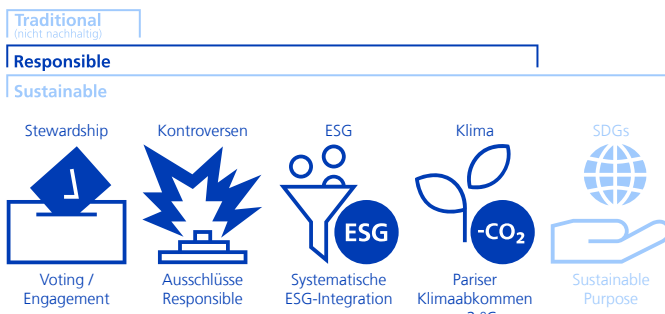 Traditional
(nicht nachhaltig)
Responsible
Sustainable
Stewardship
Kontroversen
ESG
Klima
SDGs
ESG
-CO₂
Voting /
Engagement
Ausschlüsse
Responsible
Systematische
ESG-Integration
Pariser
Klimaabkommen
Sustainable
Purpose